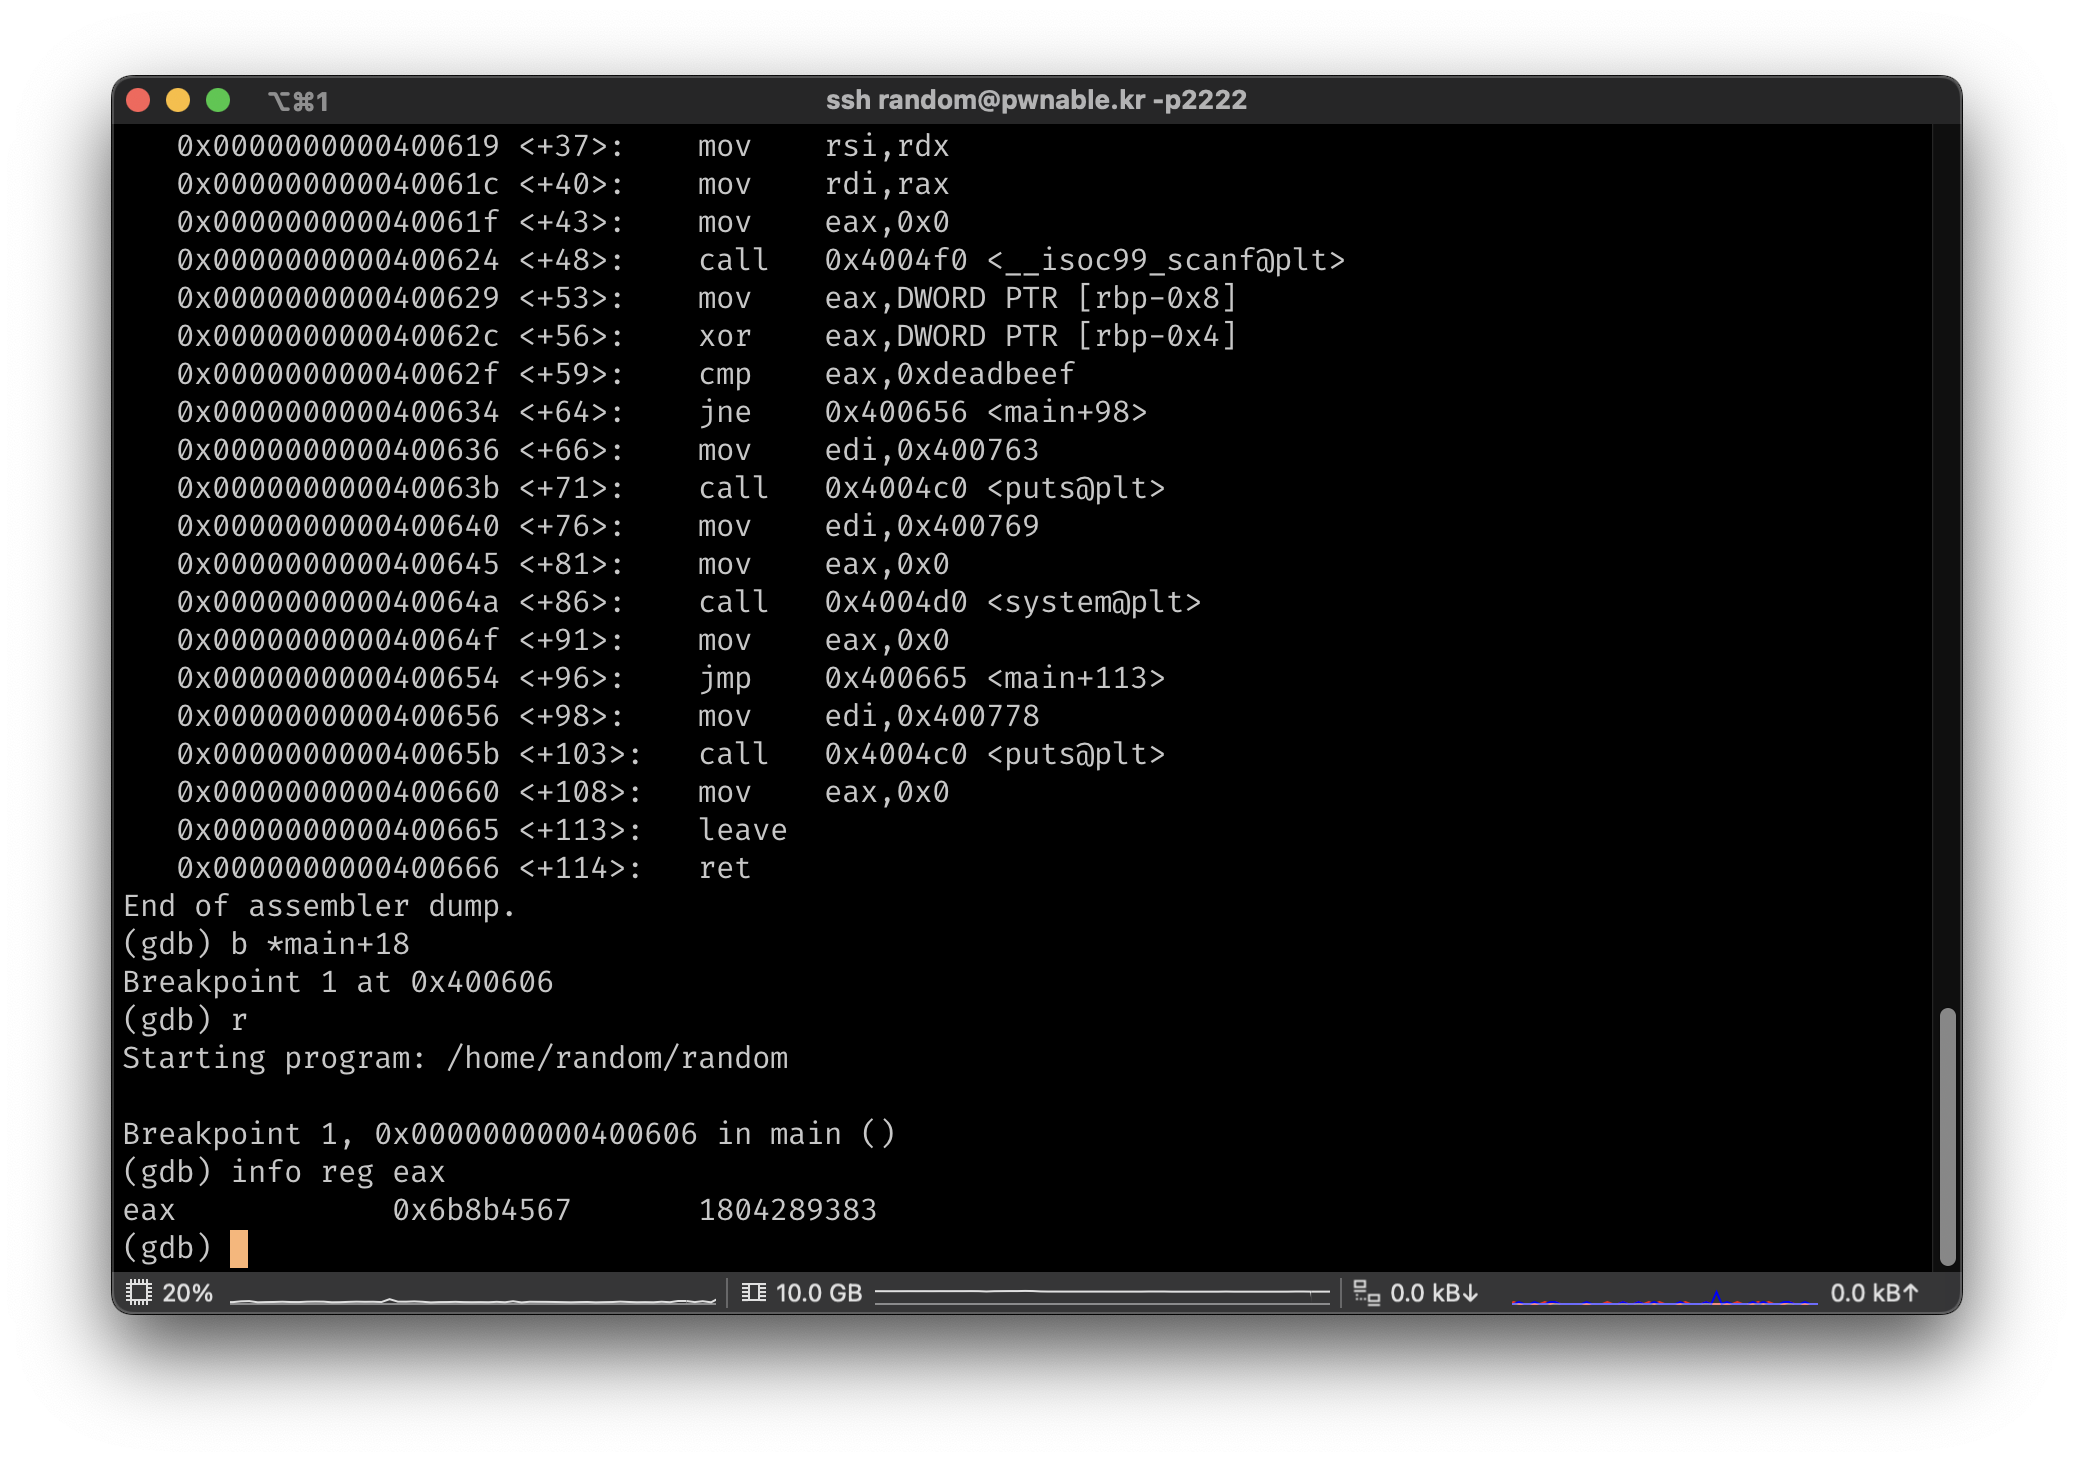 ⌥⌘1 ssh random@pwnable.kr -p2222
0x0000000000400619 <+37>: mov rsi,rdx
0x000000000040061c <+40>: mov rdi,rax
0x000000000040061f <+43>: mov eax,0x0
0x0000000000400624 <+48>: call 0x4004f0 <__isoc99_scanf@plt>
0x0000000000400629 <+53>: mov eax,DWORD PTR [rbp-0x8]
0x000000000040062c <+56>: xor eax,DWORD PTR [rbp-0x4]
0x000000000040062f <+59>: cmp eax,0xdeadbeef
0x0000000000400634 <+64>: jne 0x400656 <main+98>
0x0000000000400636 <+66>: mov edi,0x400763
0x000000000040063b <+71>: call 0x4004c0 <puts@plt>
0x0000000000400640 <+76>: mov edi,0x400769
0x0000000000400645 <+81>: mov eax,0x0
0x000000000040064a <+86>: call 0x4004d0 <system@plt>
0x000000000040064f <+91>: mov eax,0x0
0x0000000000400654 <+96>: jmp 0x400665 <main+113>
0x0000000000400656 <+98>: mov edi,0x400778
0x000000000040065b <+103>: call 0x4004c0 <puts@plt>
0x0000000000400660 <+108>: mov eax,0x0
0x0000000000400665 <+113>: leave
0x0000000000400666 <+114>: ret
End of assembler dump.
(gdb) b *main+18
Breakpoint 1 at 0x400606
(gdb) r
Starting program: /home/random/random
Breakpoint 1, 0x0000000000400606 in main ()
(gdb) info reg eax
eax 0x6b8b4567 1804289383
(gdb)
20% 10.0 GB 0.0 kB↓ 0.0 kB↑